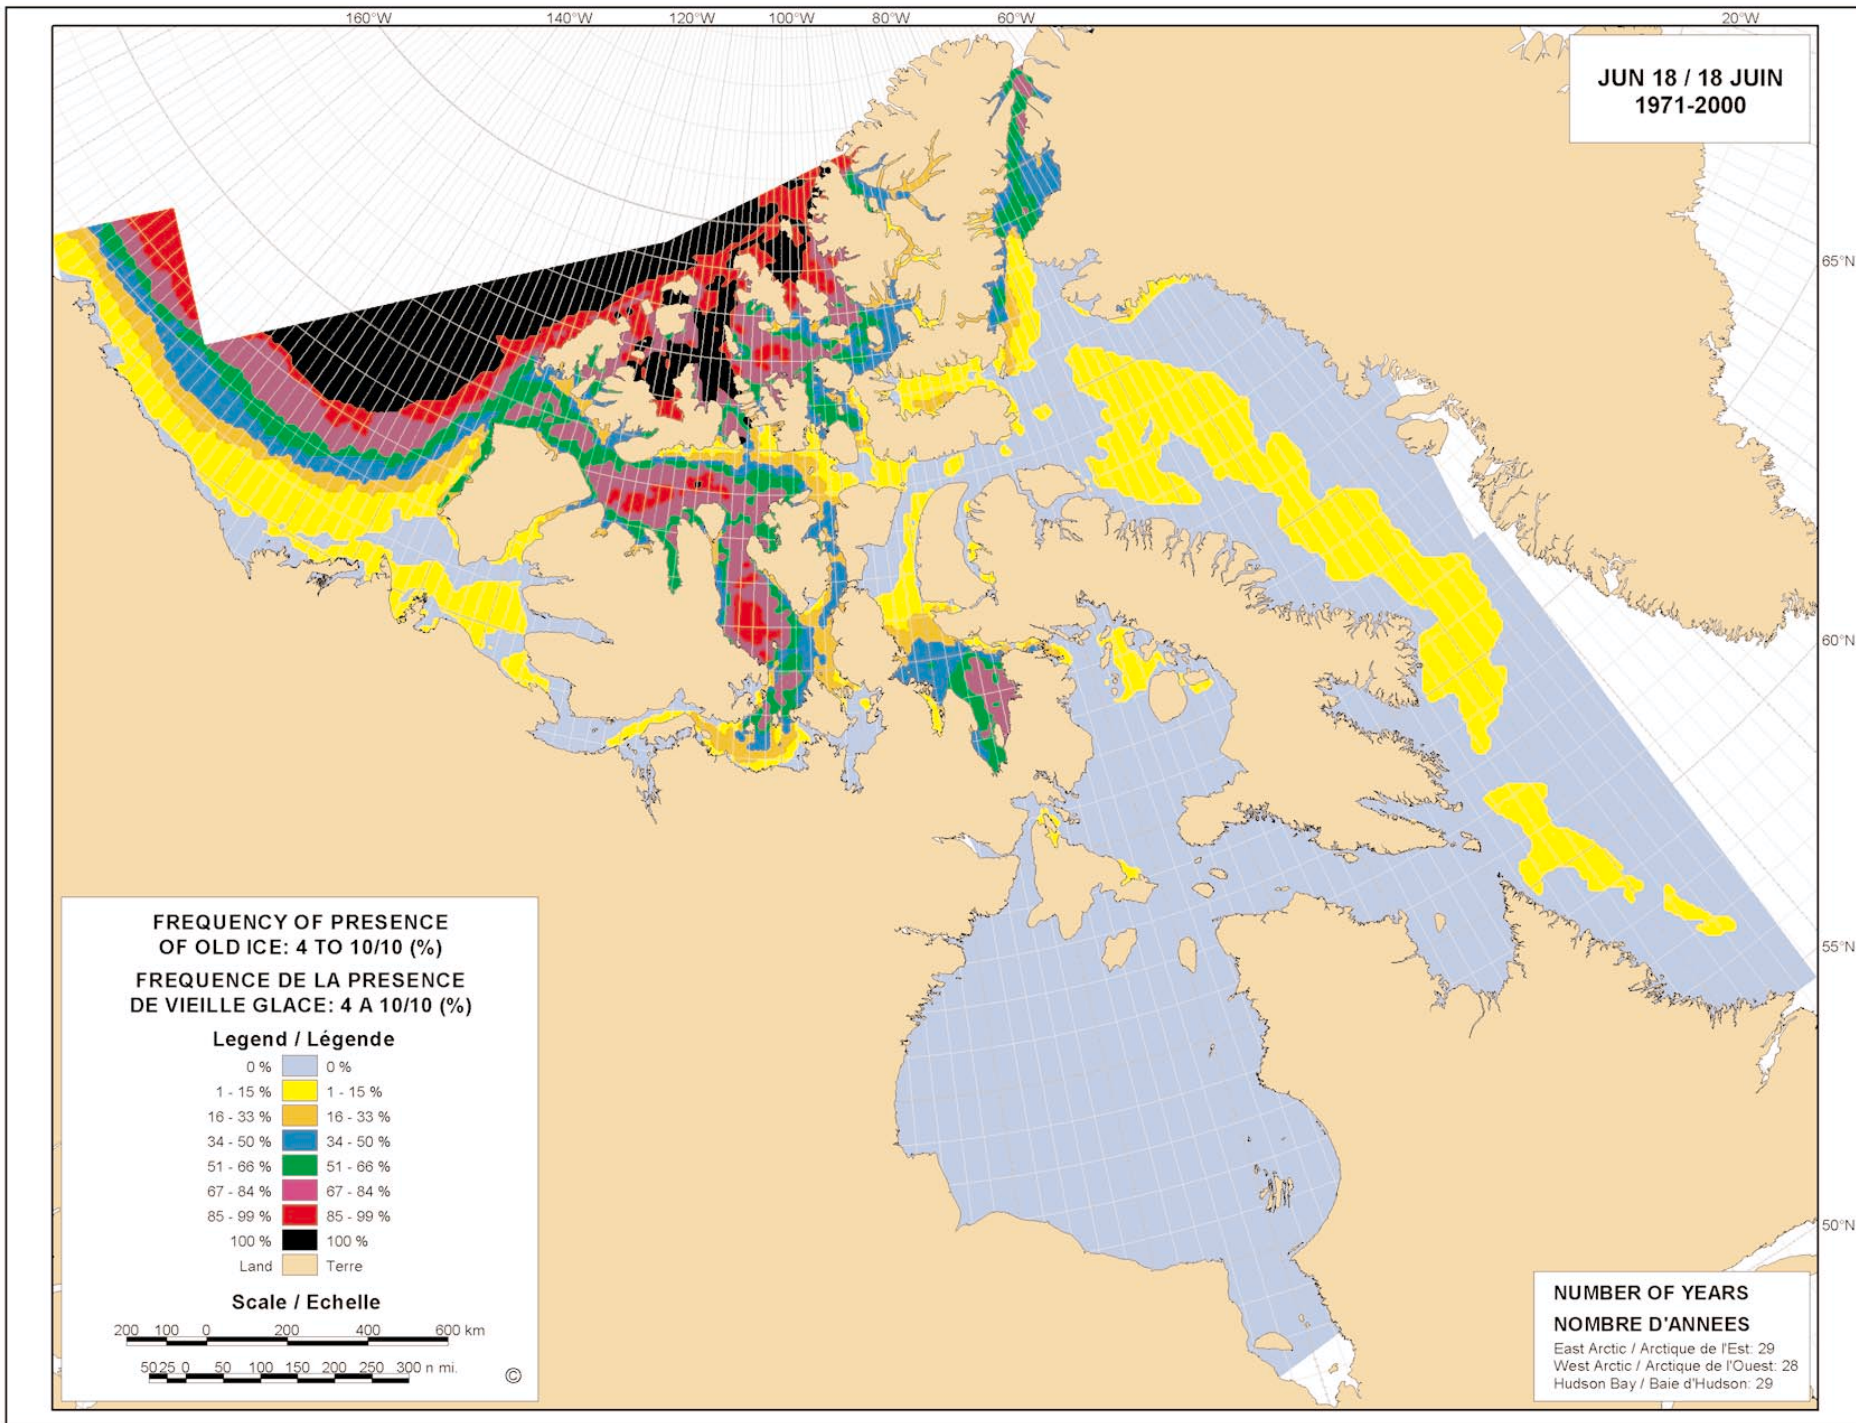 160°W 140°W 120°W 100°W 80°W 60°W 20°W
JUN 18 / 18 JUIN
1971-2000
65°N
60°N
55°N
50°N
FREQUENCY OF PRESENCE
OF OLD ICE: 4 TO 10/10 (%)
FREQUENCE DE LA PRESENCE
DE VIEILLE GLACE: 4 A 10/10 (%)
Legend / Légende
0 % 0 %
1 - 15 % 1 - 15 %
16 - 33 % 16 - 33 %
34 - 50 % 34 - 50 %
51 - 66 % 51 - 66 %
67 - 84 % 67 - 84 %
85 - 99 % 85 - 99 %
100 % 100 %
Land Terre
Scale / Echelle
200 100 0 200 400 600 km
50 25 0 50 100 150 200 250 300 n mi.
©
NUMBER OF YEARS
NOMBRE D'ANNEES
East Arctic / Arctique de l'Est: 29
West Arctic / Arctique de l'Ouest: 28
Hudson Bay / Baie d'Hudson: 29